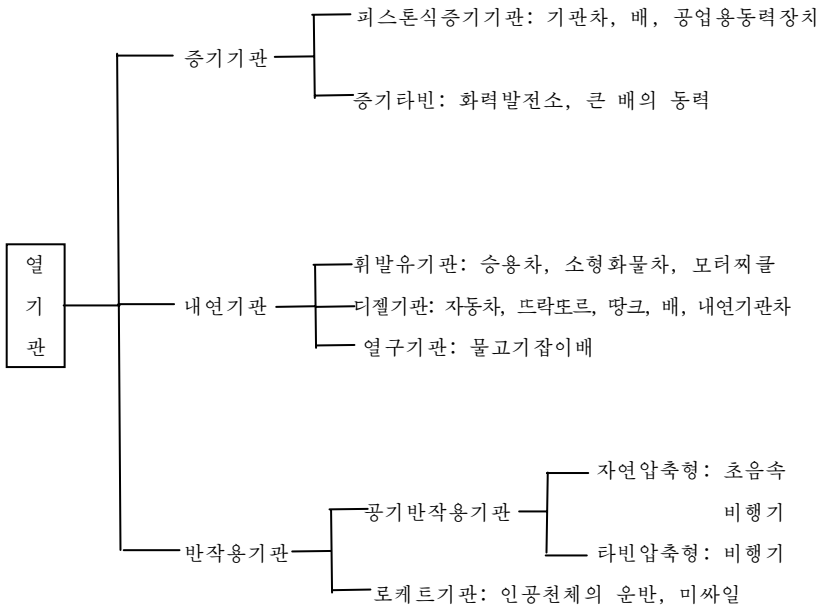 피스톤식증기기관: 기관차, 배, 공업용동력장치
증기기관
증기타빈: 화력발전소, 큰 배의 동력
열
기
관
휘발유기관: 승용차, 소형화물차, 모터찌클
내연기관
디젤기관: 자동차, 뜨락또르, 땅크, 배, 내연기관차
열구기관: 물고기잡이배
자연압축형: 초음속
비행기
공기반작용기관
반작용기관
타빈압축형: 비행기
로케트기관: 인공천체의 운반, 미싸일